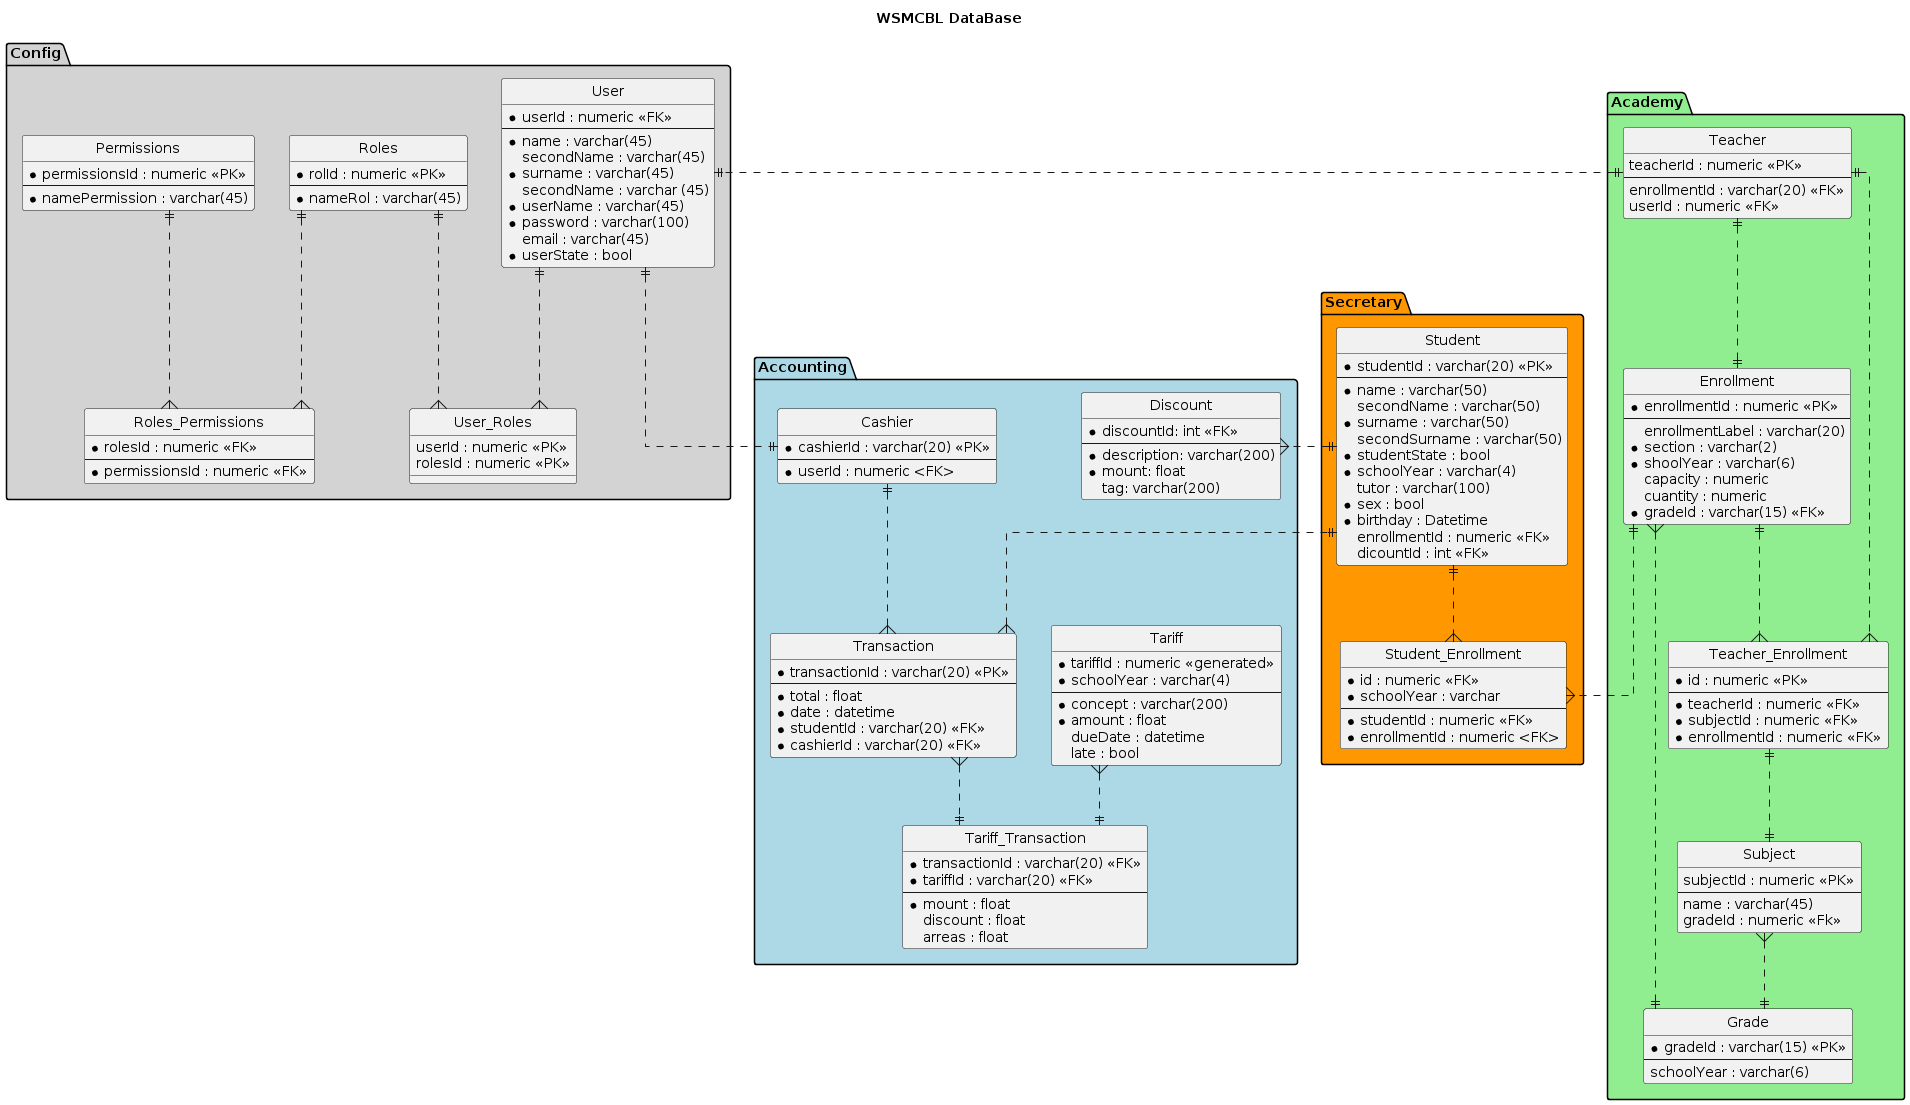 WSMCBL DataBase
Config
Permissions
permissionsId : numeric «PK»
namePermission : varchar(45)
Roles
rolId : numeric «PK»
nameRol : varchar(45)
User
userId : numeric «FK»
name : varchar(45)
secondName : varchar(45)
surname : varchar(45)
secondName : varchar (45)
userName : varchar(45)
password : varchar(100)
email : varchar(45)
userState : bool
Roles_Permissions
rolesId : numeric «FK»
permissionsId : numeric «FK»
User_Roles
userId : numeric «PK»
rolesId : numeric «PK»
Accounting
Cashier
cashierId : varchar(20) «PK»
userId : numeric <FK>
Discount
discountId: int «FK»
description: varchar(200)
mount: float
tag: varchar(200)
Transaction
transactionId : varchar(20) «PK»
total : float
date : datetime
studentId : varchar(20) «FK»
cashierId : varchar(20) «FK»
Tariff
tariffId : numeric «generated»
schoolYear : varchar(4)
concept : varchar(200)
amount : float
dueDate : datetime
late : bool
Tariff_Transaction
transactionId : varchar(20) «FK»
tariffId : varchar(20) «FK»
mount : float
discount : float
arreas : float
Secretary
Student
studentId : varchar(20) «PK»
name : varchar(50)
secondName : varchar(50)
surname : varchar(50)
secondSurname : varchar(50)
studentState : bool
schoolYear : varchar(4)
tutor : varchar(100)
sex : bool
birthday : Datetime
enrollmentId : numeric «FK»
dicountId : int «FK»
Student_Enrollment
id : numeric «FK»
schoolYear : varchar
studentId : numeric «FK»
enrollmentId : numeric <FK>
Academy
Teacher
teacherId : numeric «PK»
enrollmentId : varchar(20) «FK»
userId : numeric «FK»
Enrollment
enrollmentId : numeric «PK»
enrollmentLabel : varchar(20)
section : varchar(2)
shoolYear : varchar(6)
capacity : numeric
cuantity : numeric
gradeId : varchar(15) «FK»
Teacher_Enrollment
id : numeric «PK»
teacherId : numeric «FK»
subjectId : numeric «FK»
enrollmentId : numeric «FK»
Subject
subjectId : numeric «PK»
name : varchar(45)
gradeId : numeric «Fk»
Grade
gradeId : varchar(15) «PK»
schoolYear : varchar(6)